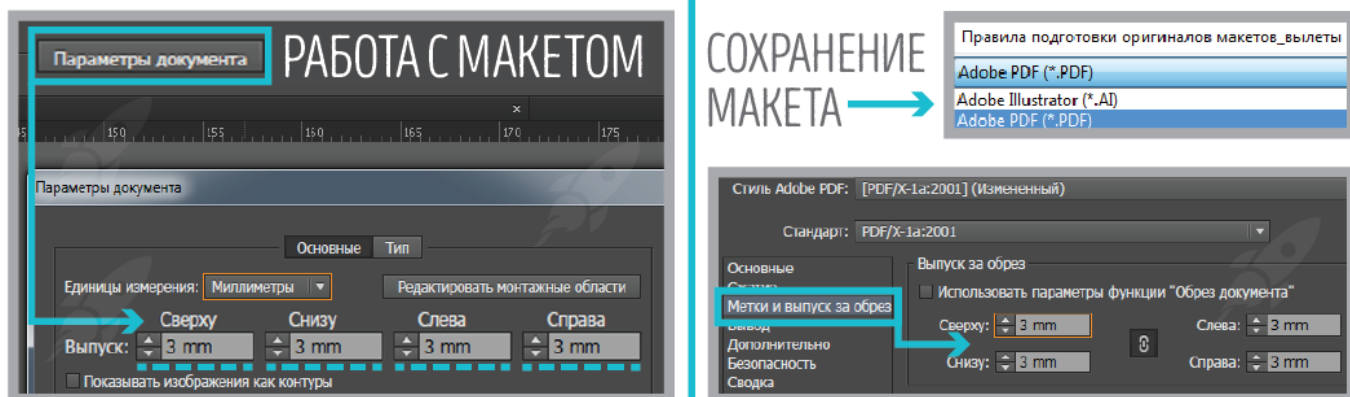 Параметры документа
РАБОТА С МАКЕТОМ
×
150 155 160 165 170 175
Параметры документа
Основные Тип
Единицы измерения: Миллиметры Редактировать монтажные области
Сверху Снизу Слева Справа
Выпуск: 3 mm 3 mm 3 mm 3 mm
Показывать изображения как контуры
СОХРАНЕНИЕ
МАКЕТА
Правила подготовки оригиналов макетов_вылеты
Adobe PDF (*.PDF)
Adobe Illustrator (*.AI)
Adobe PDF (*.PDF)
Стиль Adobe PDF: [PDF/X-1a:2001] (Измененный)
Стандарт: PDF/X-1a:2001
Основные
Метки и выпуск за обрез
Вывод
Дополнительно
Безопасность
Сводка
Выпуск за обрез
Использовать параметры функции "Обрез документа"
Сверху: 3 mm Слева: 3 mm
Снизу: 3 mm Справа: 3 mm